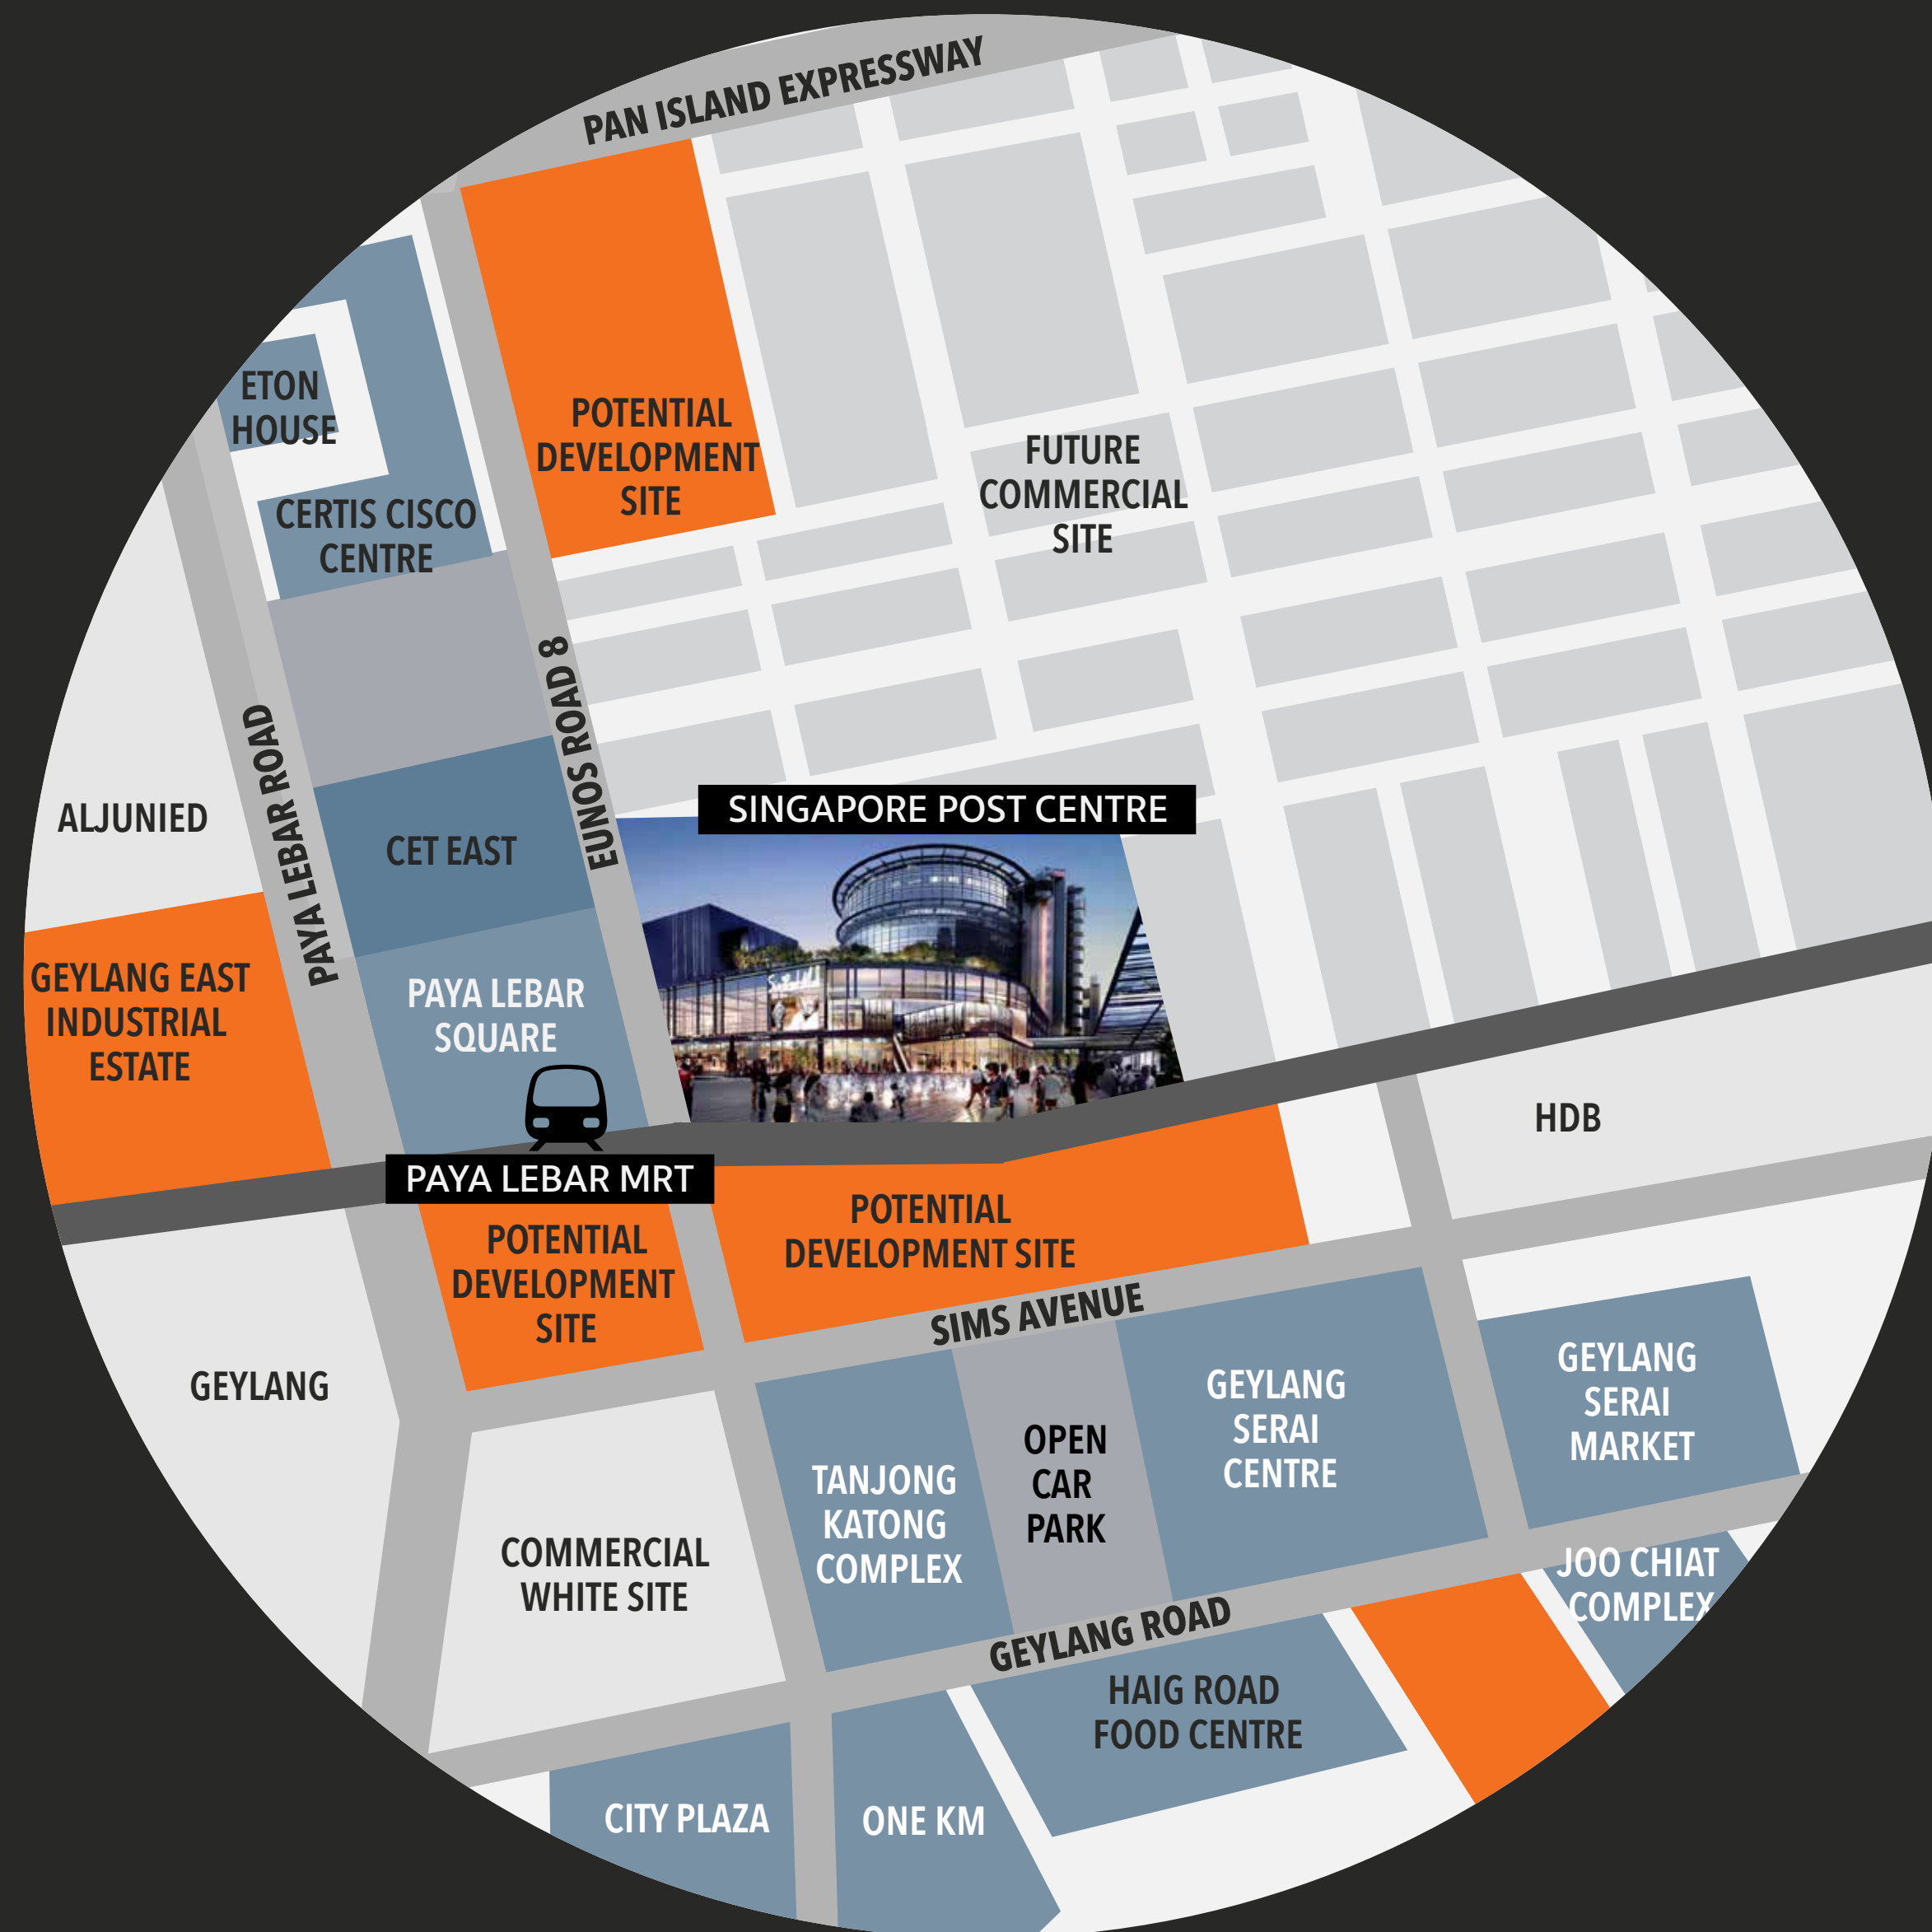 PAN ISLAND EXPRESSWAY
ETON
HOUSE
POTENTIAL
DEVELOPMENT
SITE
FUTURE
COMMERCIAL
SITE
CERTIS CISCO
CENTRE
EUNOS ROAD 8
PAYA LEBAR ROAD
ALJUNIED
CET EAST
SINGAPORE POST CENTRE
GEYLANG EAST
INDUSTRIAL
ESTATE
PAYA LEBAR
SQUARE
HDB
PAYA LEBAR MRT
POTENTIAL
DEVELOPMENT SITE
POTENTIAL
DEVELOPMENT
SITE
SIMS AVENUE
GEYLANG
GEYLANG
SERAI
CENTRE
GEYLANG
SERAI
MARKET
OPEN
CAR
PARK
TANJONG
KATONG
COMPLEX
COMMERCIAL
WHITE SITE
JOO CHIAT
COMPLEX
GEYLANG ROAD
HAIG ROAD
FOOD CENTRE
CITY PLAZA
ONE KM